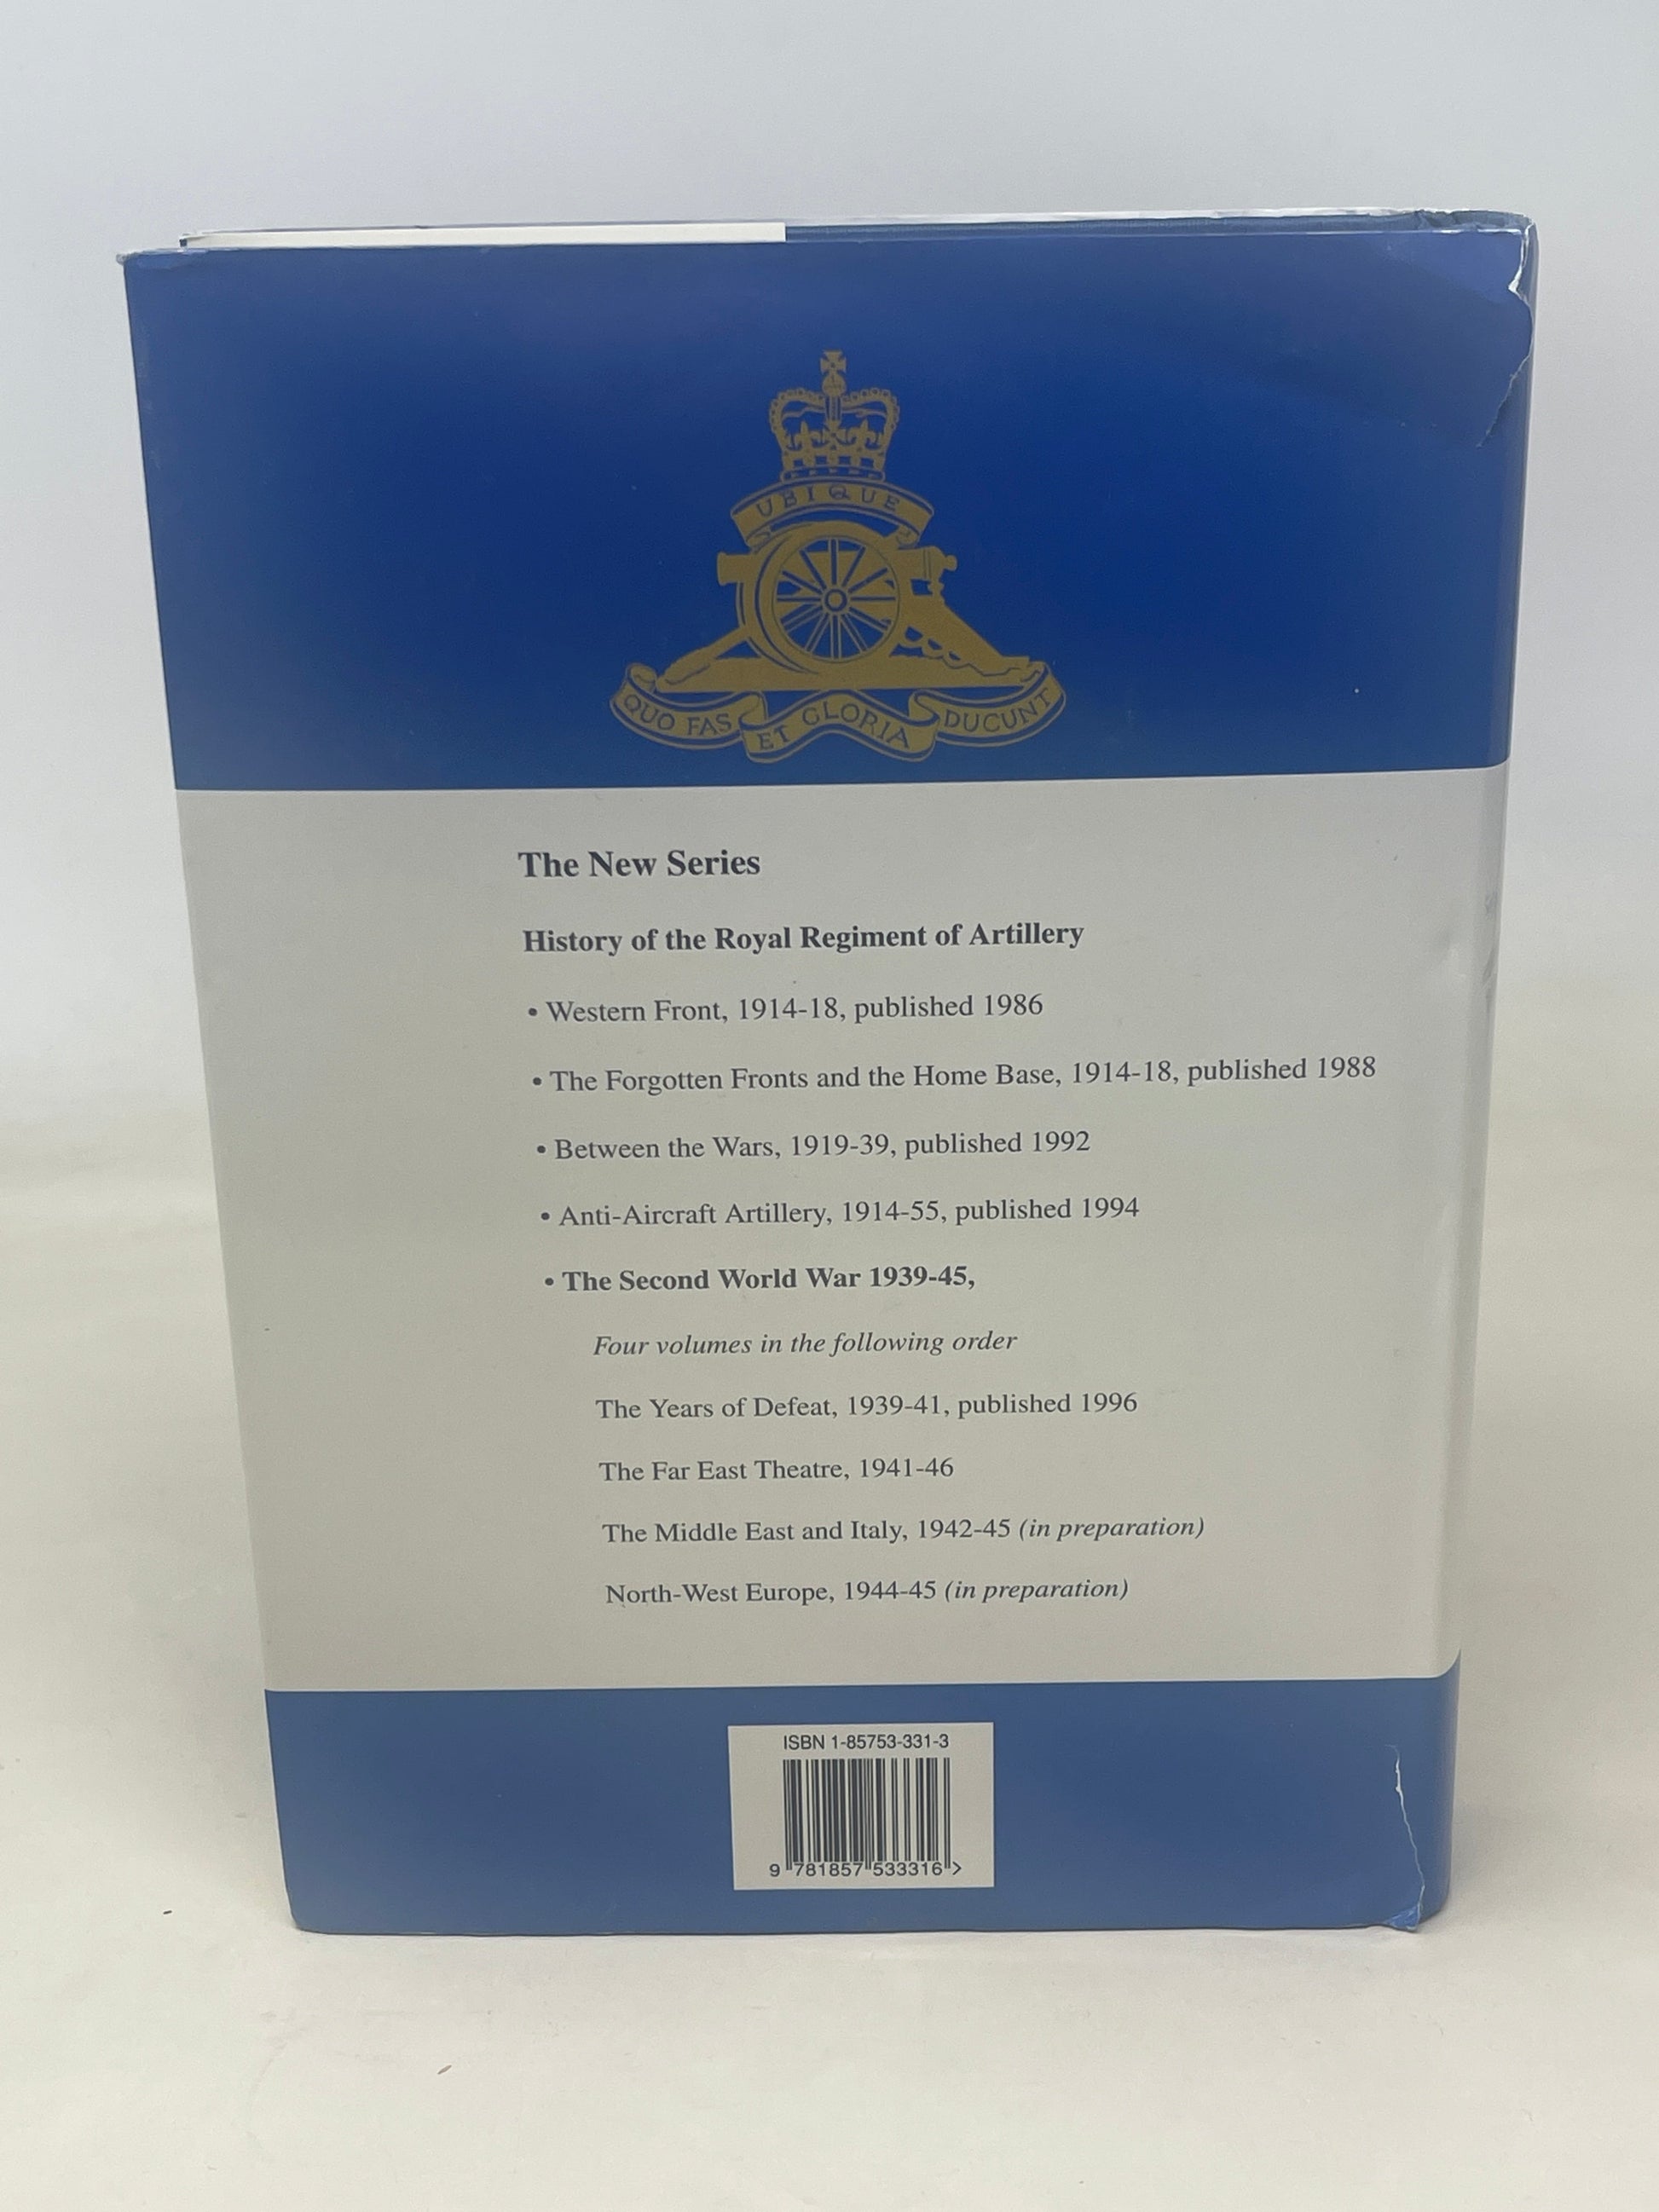 UBIQUE
QUO FAS ET GLORIA DUCUNT
The New Series
History of the Royal Regiment of Artillery
• Western Front, 1914-18, published 1986
• The Forgotten Fronts and the Home Base, 1914-18, published 1988
• Between the Wars, 1919-39, published 1992
• Anti-Aircraft Artillery, 1914-55, published 1994
• The Second World War 1939-45,
Four volumes in the following order
The Years of Defeat, 1939-41, published 1996
The Far East Theatre, 1941-46
The Middle East and Italy, 1942-45 (in preparation)
North-West Europe, 1944-45 (in preparation)
ISBN 1-85753-331-3
9 781857 533316 >